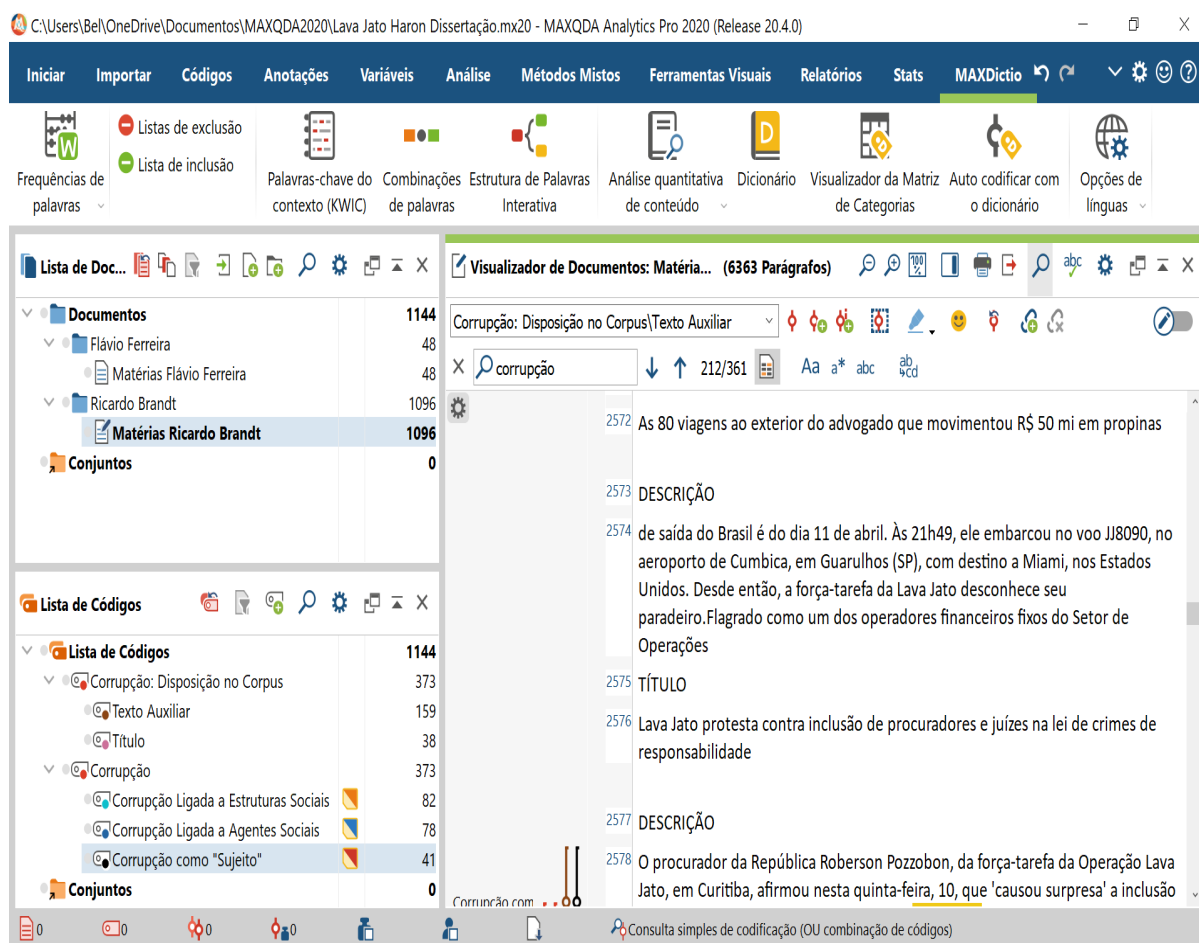 C:\Users\Bel\OneDrive\Documentos\MAXQDA2020\Lava Jato Haron Dissertação.mx20 - MAXQDA Analytics Pro 2020 (Release 20.4.0)
Iniciar Importar Códigos Anotações Variáveis Análise Métodos Mistos Ferramentas Visuais Relatórios Stats MAXDictio
Listas de exclusão
Lista de inclusão
Frequências de palavras
Palavras-chave do contexto (KWIC)
Combinações de palavras
Estrutura de Palavras Interativa
Análise quantitativa de conteúdo
Dicionário
Visualizador da Matriz de Categorias
Auto codificar com o dicionário
Opções de línguas
Lista de Doc...
Documentos 1144
Flávio Ferreira 48
Matérias Flávio Ferreira 48
Ricardo Brandt 1096
Matérias Ricardo Brandt 1096
Conjuntos 0
Lista de Códigos
Lista de Códigos 1144
Corrupção: Disposição no Corpus 373
Texto Auxiliar 159
Título 38
Corrupção 373
Corrupção Ligada a Estruturas Sociais 82
Corrupção Ligada a Agentes Sociais 78
Corrupção como "Sujeito" 41
Conjuntos 0
Visualizador de Documentos: Matéria... (6363 Parágrafos)
100 %
abc
Corrupção: Disposição no Corpus\Texto Auxiliar
corrupção 212/361 Aa a* abc ab cd
2572 As 80 viagens ao exterior do advogado que movimentou R$ 50 mi em propinas
2573 DESCRIÇÃO
2574 de saída do Brasil é do dia 11 de abril. Às 21h49, ele embarcou no voo JJ8090, no
aeroporto de Cumbica, em Guarulhos (SP), com destino a Miami, nos Estados
Unidos. Desde então, a força-tarefa da Lava Jato desconhece seu
paradeiro.Flagrado como um dos operadores financeiros fixos do Setor de
Operações
2575 TÍTULO
2576 Lava Jato protesta contra inclusão de procuradores e juízes na lei de crimes de
responsabilidade
2577 DESCRIÇÃO
2578 O procurador da República Roberson Pozzobon, da força-tarefa da Operação Lava
Jato, em Curitiba, afirmou nesta quinta-feira, 10, que 'causou surpresa' a inclusão
Corrupção com
0 0 0 0 Consulta simples de codificação (OU combinação de códigos)